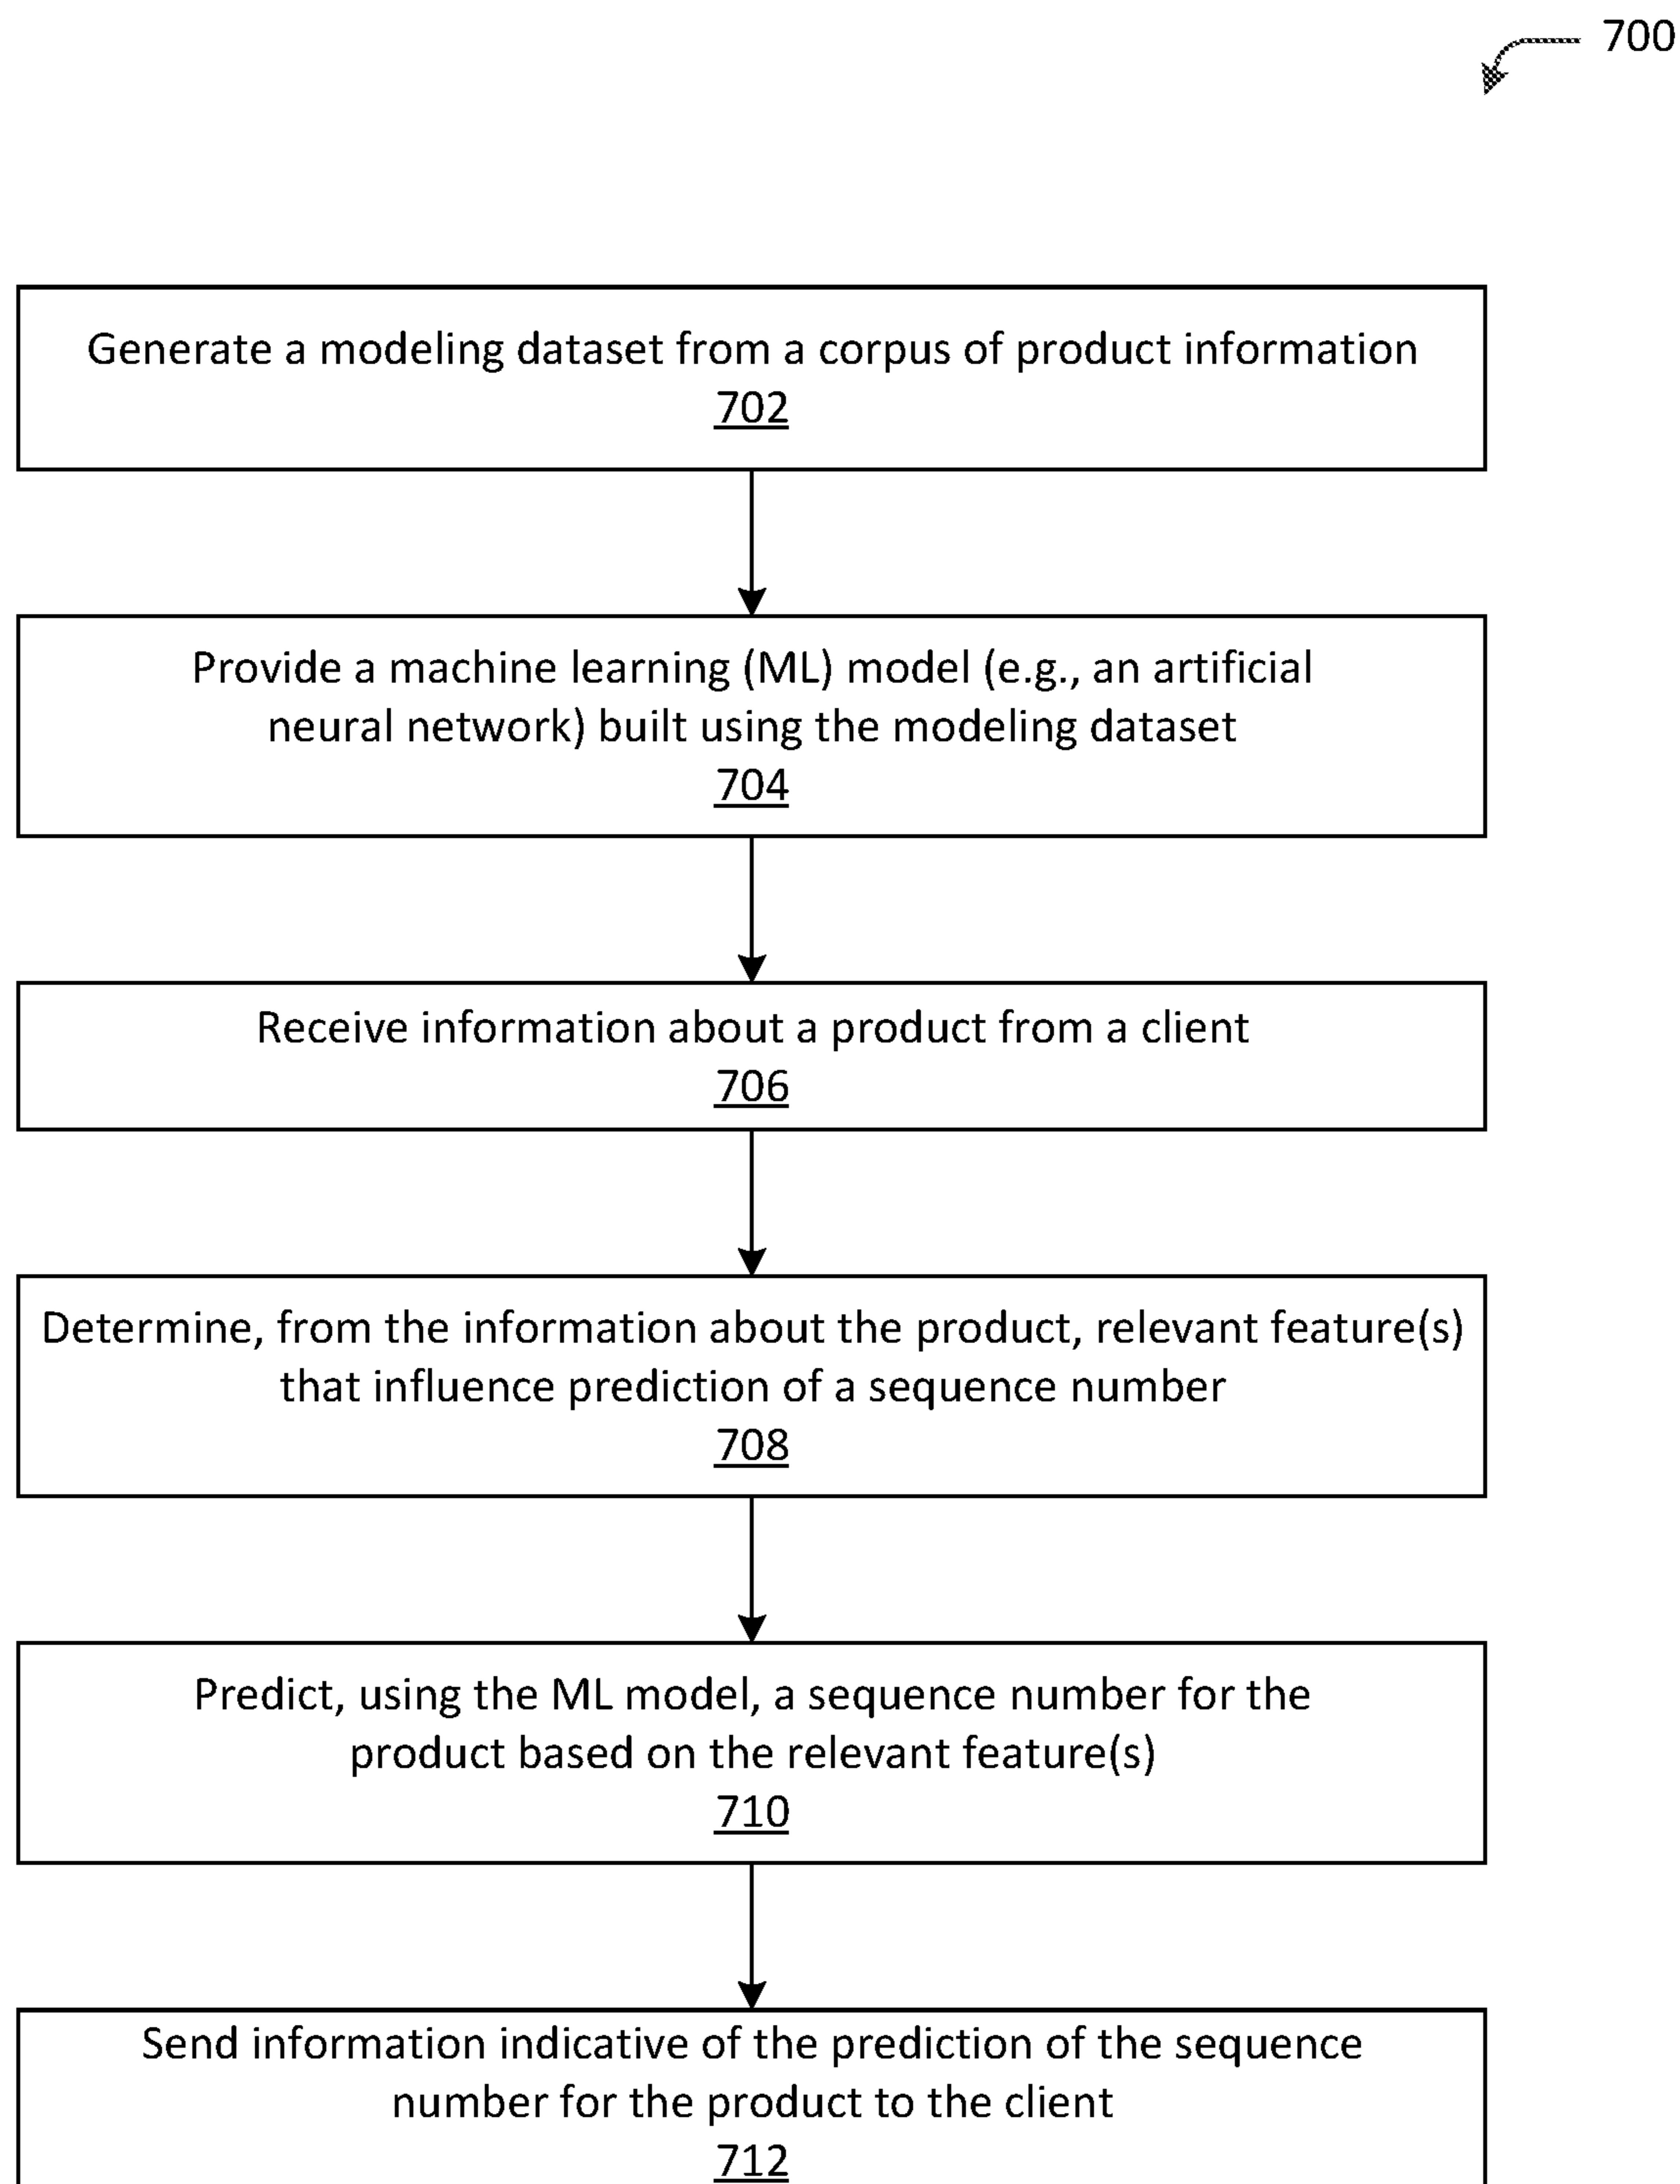 700
Generate a modeling dataset from a corpus of product information
702
Provide a machine learning (ML) model (e.g., an artificial
neural network) built using the modeling dataset
704
Receive information about a product from a client
706
Determine, from the information about the product, relevant feature(s)
that influence prediction of a sequence number
708
Predict, using the ML model, a sequence number for the
product based on the relevant feature(s)
710
Send information indicative of the prediction of the sequence
number for the product to the client
712